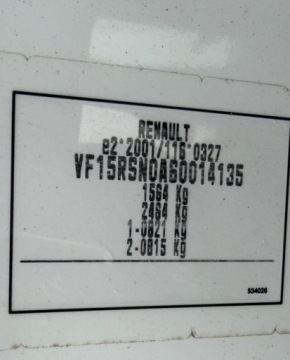 RENAULT
e2*2001/116*0327
VF15RSN0A60014135
1564 Kg
2464 Kg
1-0821 Kg
2-0815 Kg
534026